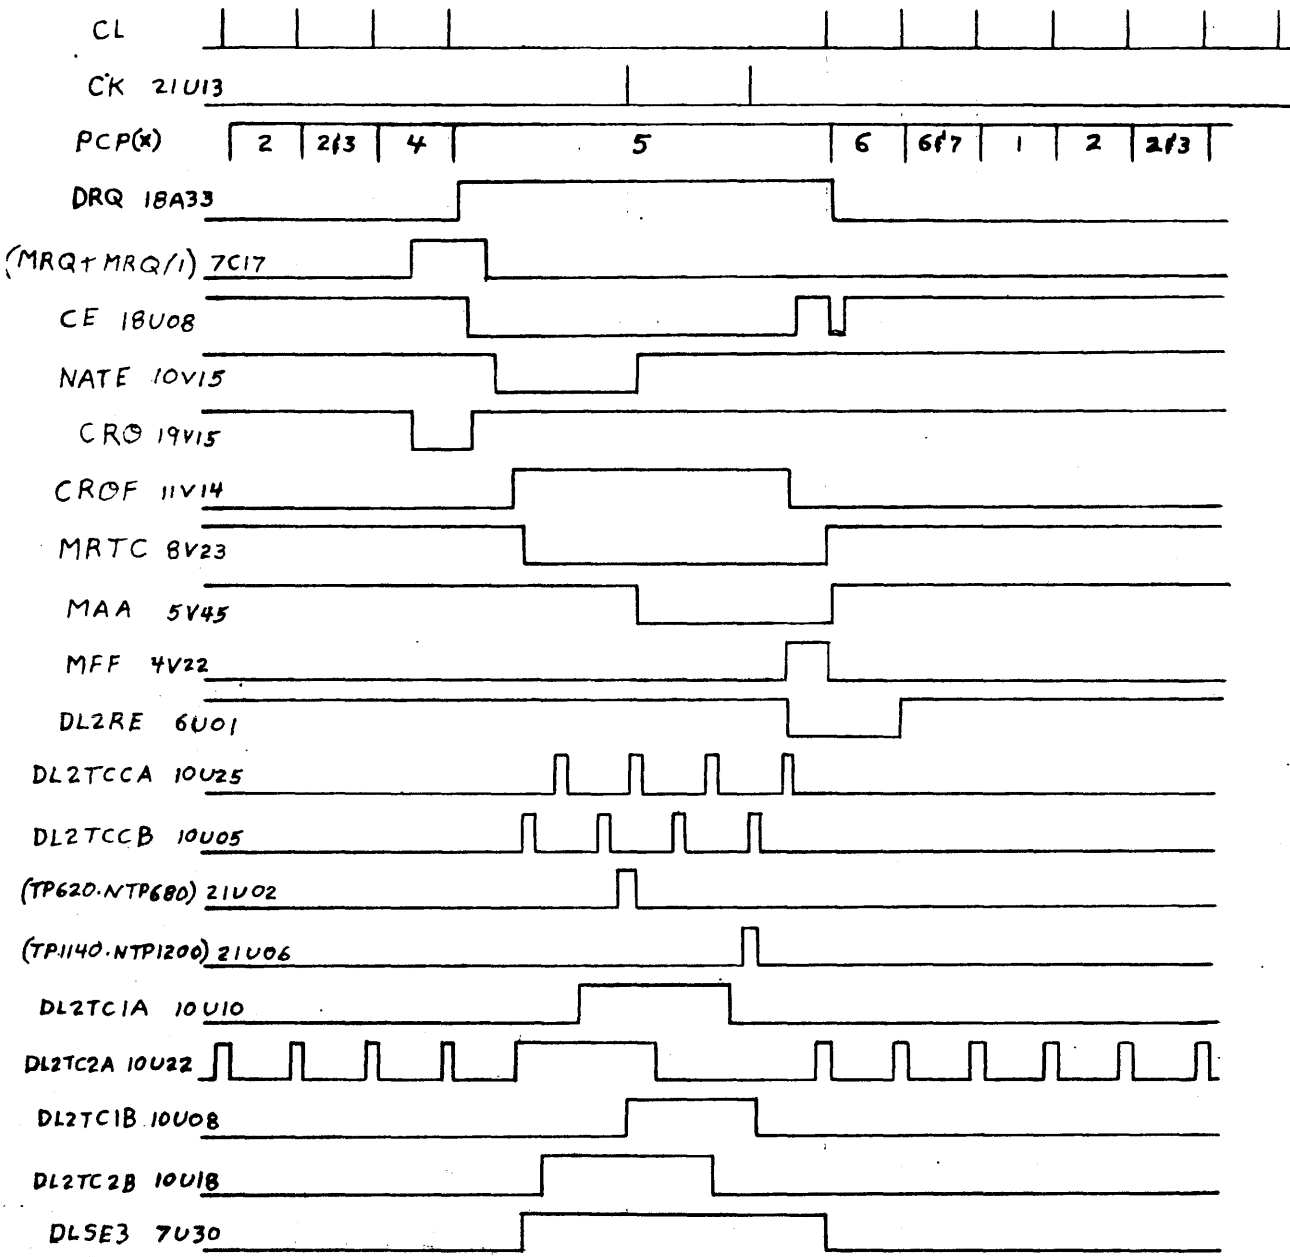 CL
CK 21U13
PCP(X) 2 2/3 4 5 6 6/7 1 2 2/3
DRQ 18A33
(MRQ+MRQ/1) 7C17
CE 18U08
NATE 10V15
CRO 19V15
CROF 11V14
MRTC 8V23
MAA 5V45
MFF 4V22
DL2RE 6U01
DL2TCCA 10U25
DL2TCCB 10U05
(TP620·NTP680) 21U02
(TP1140·NTP1200) 21U06
DL2TC1A 10U10
DL2TC2A 10U22
DL2TC1B 10U08
DL2TC2B 10U18
DLSE3 7U30